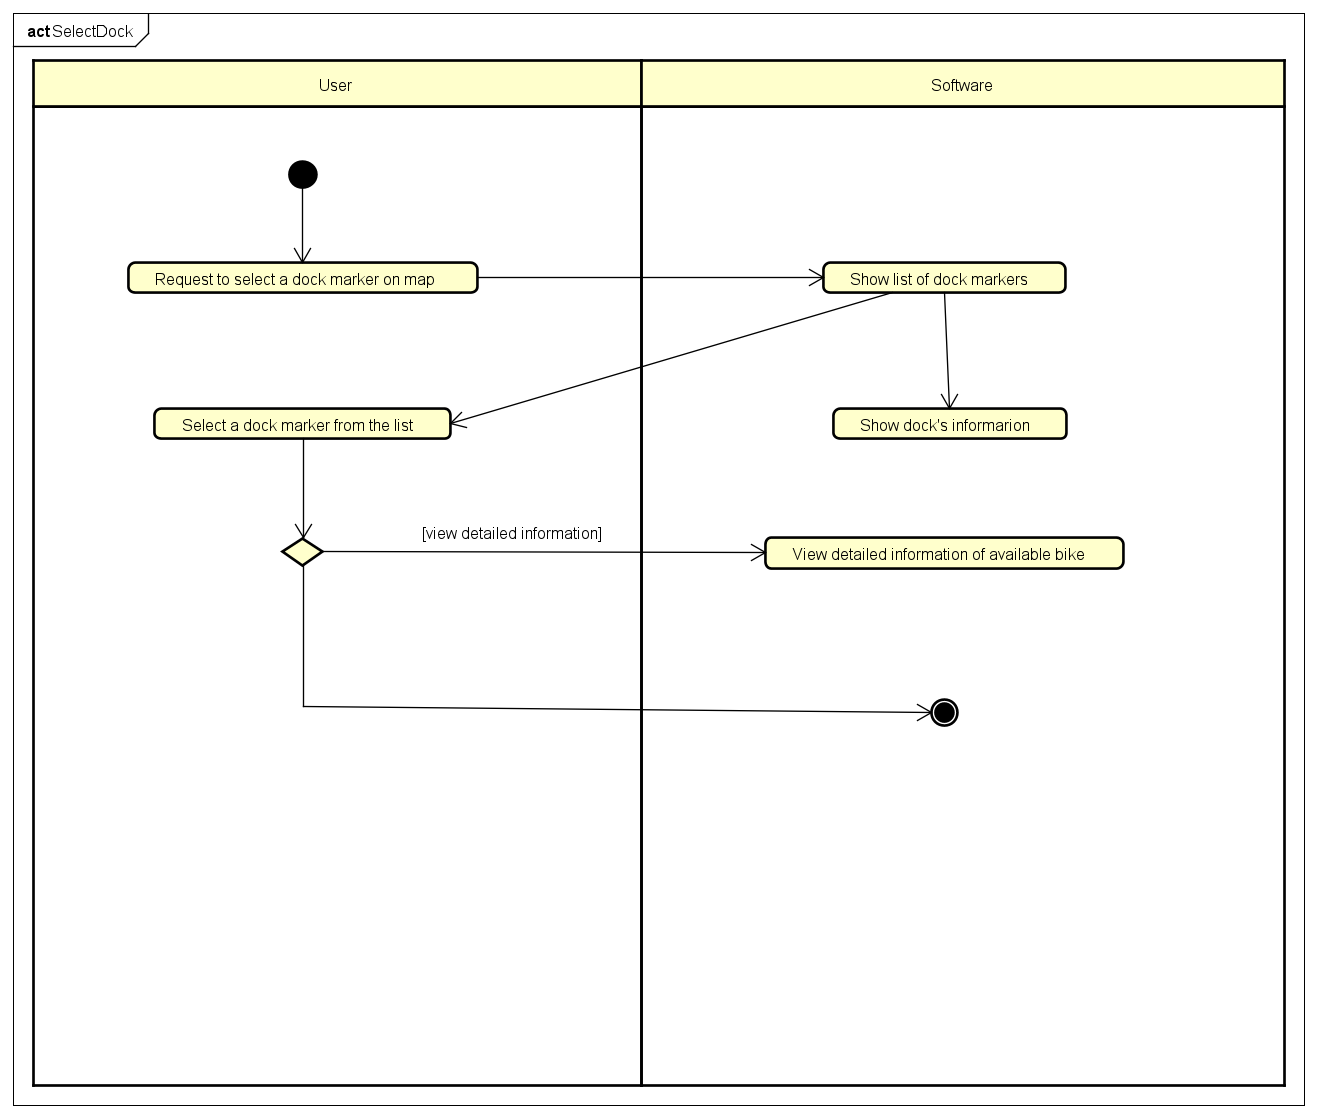 act SelectDock
User
Software
Request to select a dock marker on map
Show list of dock markers
Select a dock marker from the list
Show dock's informarion
[view detailed information]
View detailed information of available bike